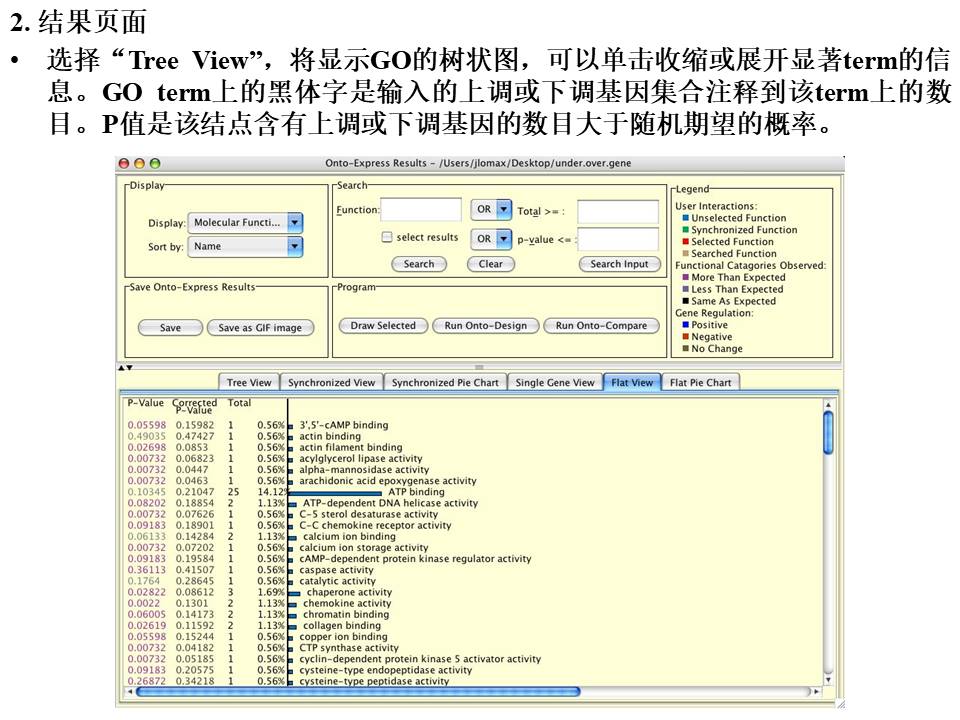 2. 结果页面
• 选择“Tree View”，将显示GO的树状图，可以单击收缩或展开显著term的信
息。GO term上的黑体字是输入的上调或下调基因集合注释到该term上的数
目。P值是该结点含有上调或下调基因的数目大于随机期望的概率。
Onto-Express Results - /Users/jlomax/Desktop/under.over.gene
Display
Display: Molecular Functi...
Sort by: Name
Search
Function: OR Total >= :
select results OR p-value <= :
Search Clear Search Input
Legend
User Interactions:
Unselected Function
Synchronized Function
Selected Function
Searched Function
Functional Catagories Observed:
More Than Expected
Less Than Expected
Same As Expected
Gene Regulation:
Positive
Negative
No Change
Save Onto-Express Results
Save Save as GIF image
Program
Draw Selected Run Onto-Design Run Onto-Compare
Tree View Synchronized View Synchronized Pie Chart Single Gene View Flat View Flat Pie Chart
P-Value Corrected Total
P-Value
0.05598 0.15982 1 0.56% 3',5'-cAMP binding
0.49035 0.47427 1 0.56% actin binding
0.02698 0.0853 1 0.56% actin filament binding
0.00732 0.06823 1 0.56% acylglycerol lipase activity
0.00732 0.0447 1 0.56% alpha-mannosidase activity
0.00732 0.0463 1 0.56% arachidonic acid epoxygenase activity
0.10345 0.21047 25 14.12% ATP binding
0.08202 0.18854 2 1.13% ATP-dependent DNA helicase activity
0.00732 0.07626 1 0.56% C-5 sterol desaturase activity
0.09183 0.18901 1 0.56% C-C chemokine receptor activity
0.06133 0.14284 2 1.13% calcium ion binding
0.00732 0.07202 1 0.56% calcium ion storage activity
0.09183 0.19584 1 0.56% cAMP-dependent protein kinase regulator activity
0.36113 0.41507 1 0.56% caspase activity
0.1764 0.28645 1 0.56% catalytic activity
0.02822 0.08612 3 1.69% chaperone activity
0.0022 0.1301 2 1.13% chemokine activity
0.06005 0.14173 2 1.13% chromatin binding
0.02619 0.11592 2 1.13% collagen binding
0.05598 0.15244 1 0.56% copper ion binding
0.00732 0.04182 1 0.56% CTP synthase activity
0.00732 0.05185 1 0.56% cyclin-dependent protein kinase 5 activator activity
0.09183 0.20575 1 0.56% cysteine-type endopeptidase activity
0.26872 0.34218 1 0.56% cysteine-type peptidase activity